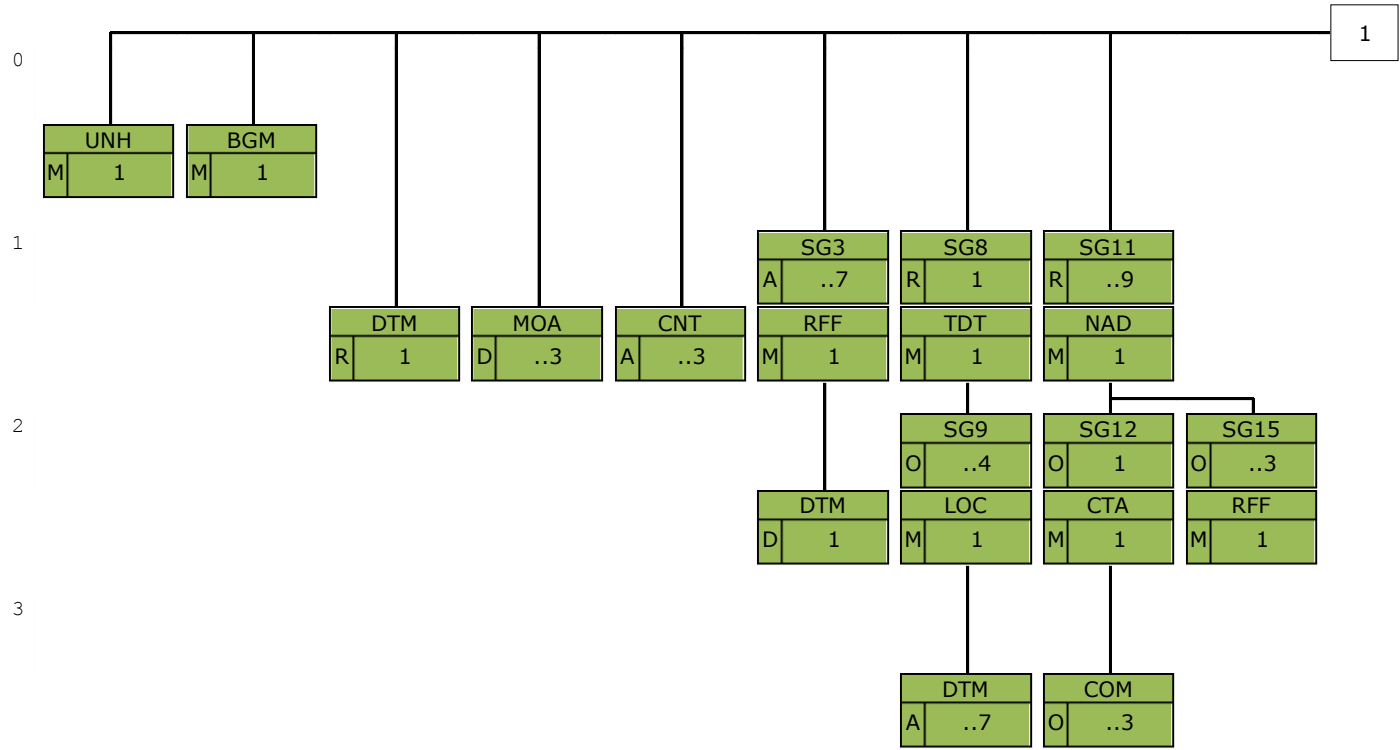 1
0
UNH BGM
M 1 M 1
1
SG3 SG8 SG11
A ..7 R 1 R ..9
DTM MOA CNT RFF TDT NAD
R 1 D ..3 A ..3 M 1 M 1 M 1
2
SG9 SG12 SG15
O ..4 O 1 O ..3
DTM LOC CTA RFF
D 1 M 1 M 1 M 1
3
DTM COM
A ..7 O ..3